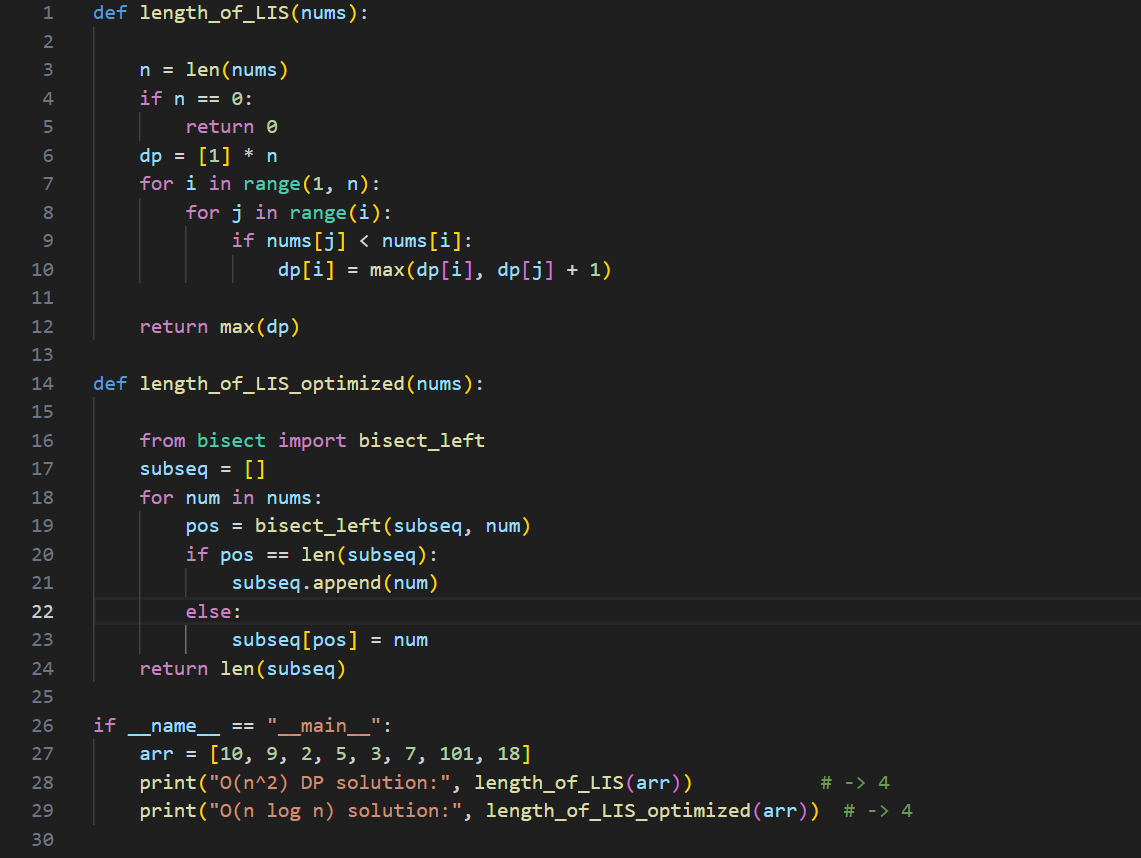 1 def length_of_LIS(nums):
2
3     n = len(nums)
4     if n == 0:
5         return 0
6     dp = [1] * n
7     for i in range(1, n):
8         for j in range(i):
9             if nums[j] < nums[i]:
10                 dp[i] = max(dp[i], dp[j] + 1)
11
12     return max(dp)
13
14 def length_of_LIS_optimized(nums):
15
16     from bisect import bisect_left
17     subseq = []
18     for num in nums:
19         pos = bisect_left(subseq, num)
20         if pos == len(subseq):
21             subseq.append(num)
22         else:
23             subseq[pos] = num
24     return len(subseq)
25
26 if __name__ == "__main__":
27     arr = [10, 9, 2, 5, 3, 7, 101, 18]
28     print("O(n^2) DP solution:", length_of_LIS(arr))           # -> 4
29     print("O(n log n) solution:", length_of_LIS_optimized(arr))  # -> 4
30